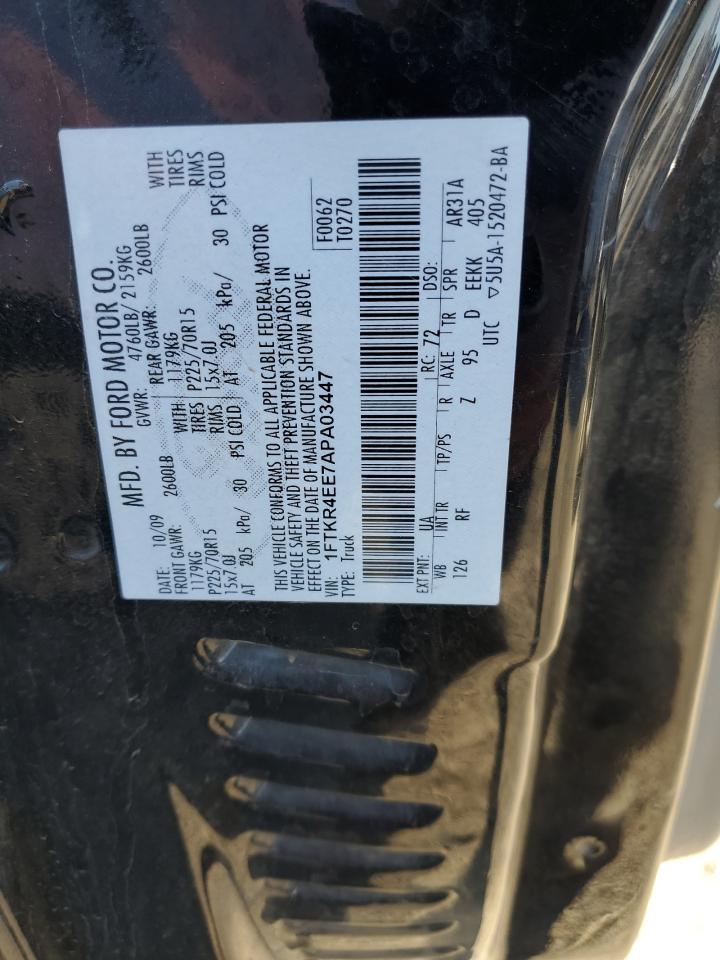 MFD. BY FORD MOTOR CO.
DATE: 10/09 GVWR: 4760LB/ 2159KG
FRONT GAWR: 2600LB REAR GAWR: 2600LB
1179KG WITH 1179KG WITH
P225/70R15 TIRES P225/70R15 TIRES
15x7.0J RIMS 15x7.0J RIMS
AT 205 kPa/ 30 PSI COLD AT 205 kPa/ 30 PSI COLD
THIS VEHICLE CONFORMS TO ALL APPLICABLE FEDERAL MOTOR
VEHICLE SAFETY AND THEFT PREVENTION STANDARDS IN
EFFECT ON THE DATE OF MANUFACTURE SHOWN ABOVE.
VIN: 1FTKR4EE7APA03447 F0062
TYPE: Truck T0270
EXT PNT: UA RC: 72 DSO:
WB INT TR TP/PS R AXLE TR SPR AR31A
126 RF Z 95 D EEKK 405
UTC ▽5U5A-1520472-BA